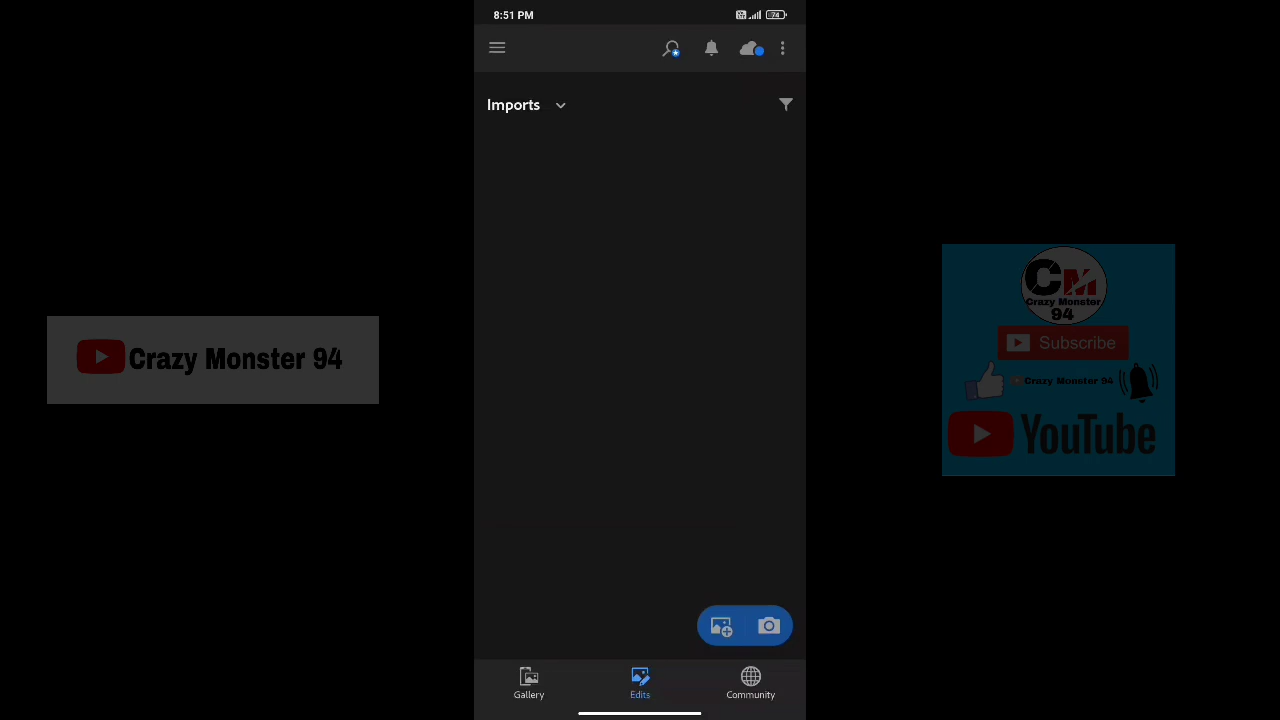 8:51 PM
74
Imports
Crazy Monster 94
CM
Crazy Monster
94
Subscribe
Crazy Monster 94
YouTube
Gallery
Edits
Community